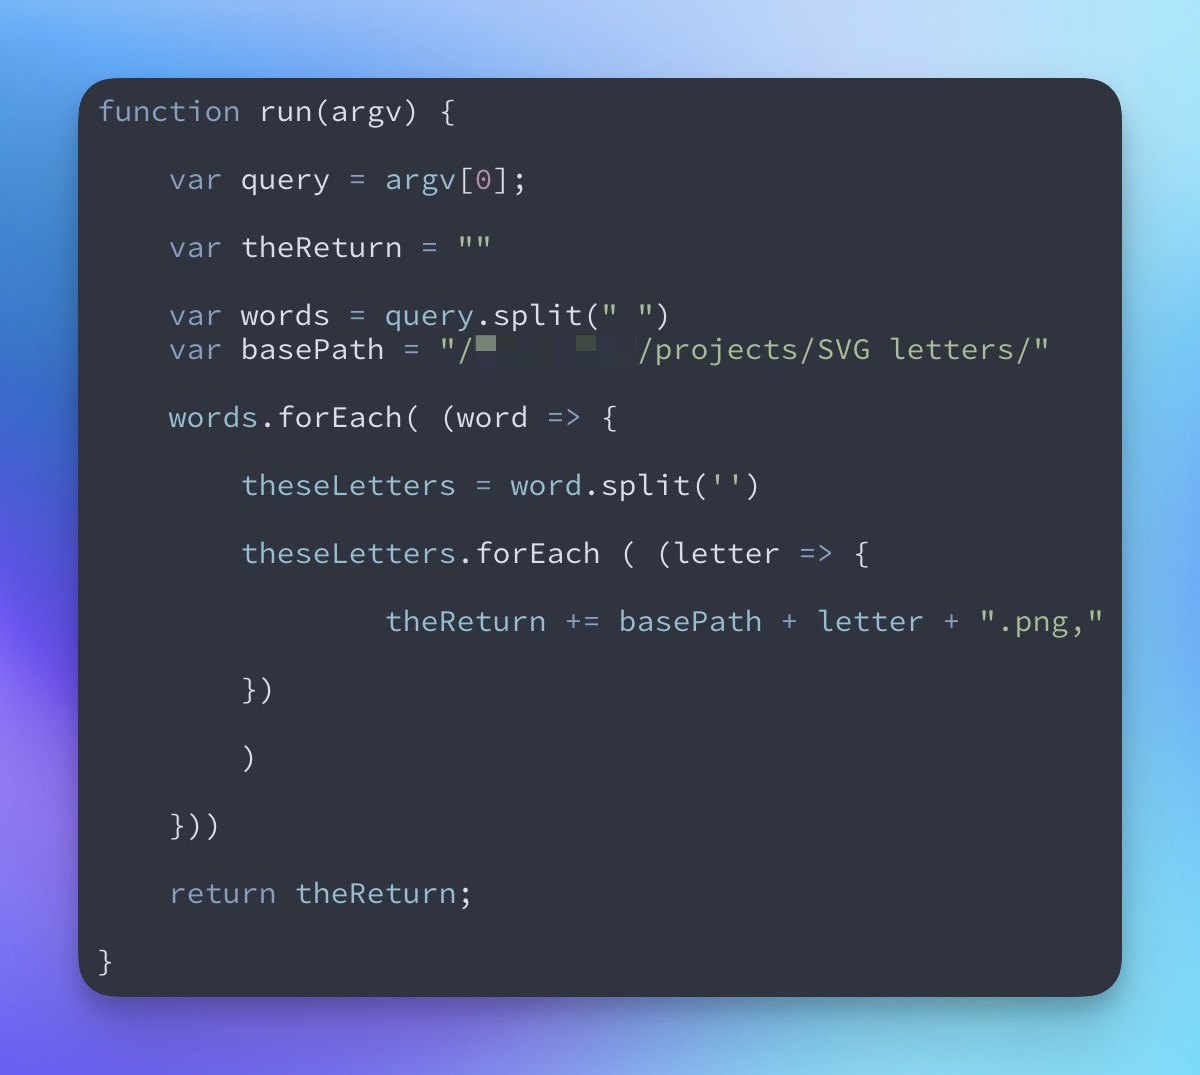 function run(argv) {
var query = argv[0];
var theReturn = ""
var words = query.split(" ")
var basePath = "/ /projects/SVG letters/"
words.forEach( (word => {
theseLetters = word.split('')
theseLetters.forEach ( (letter => {
theReturn += basePath + letter + ".png,"
})
)
}))
return theReturn;
}